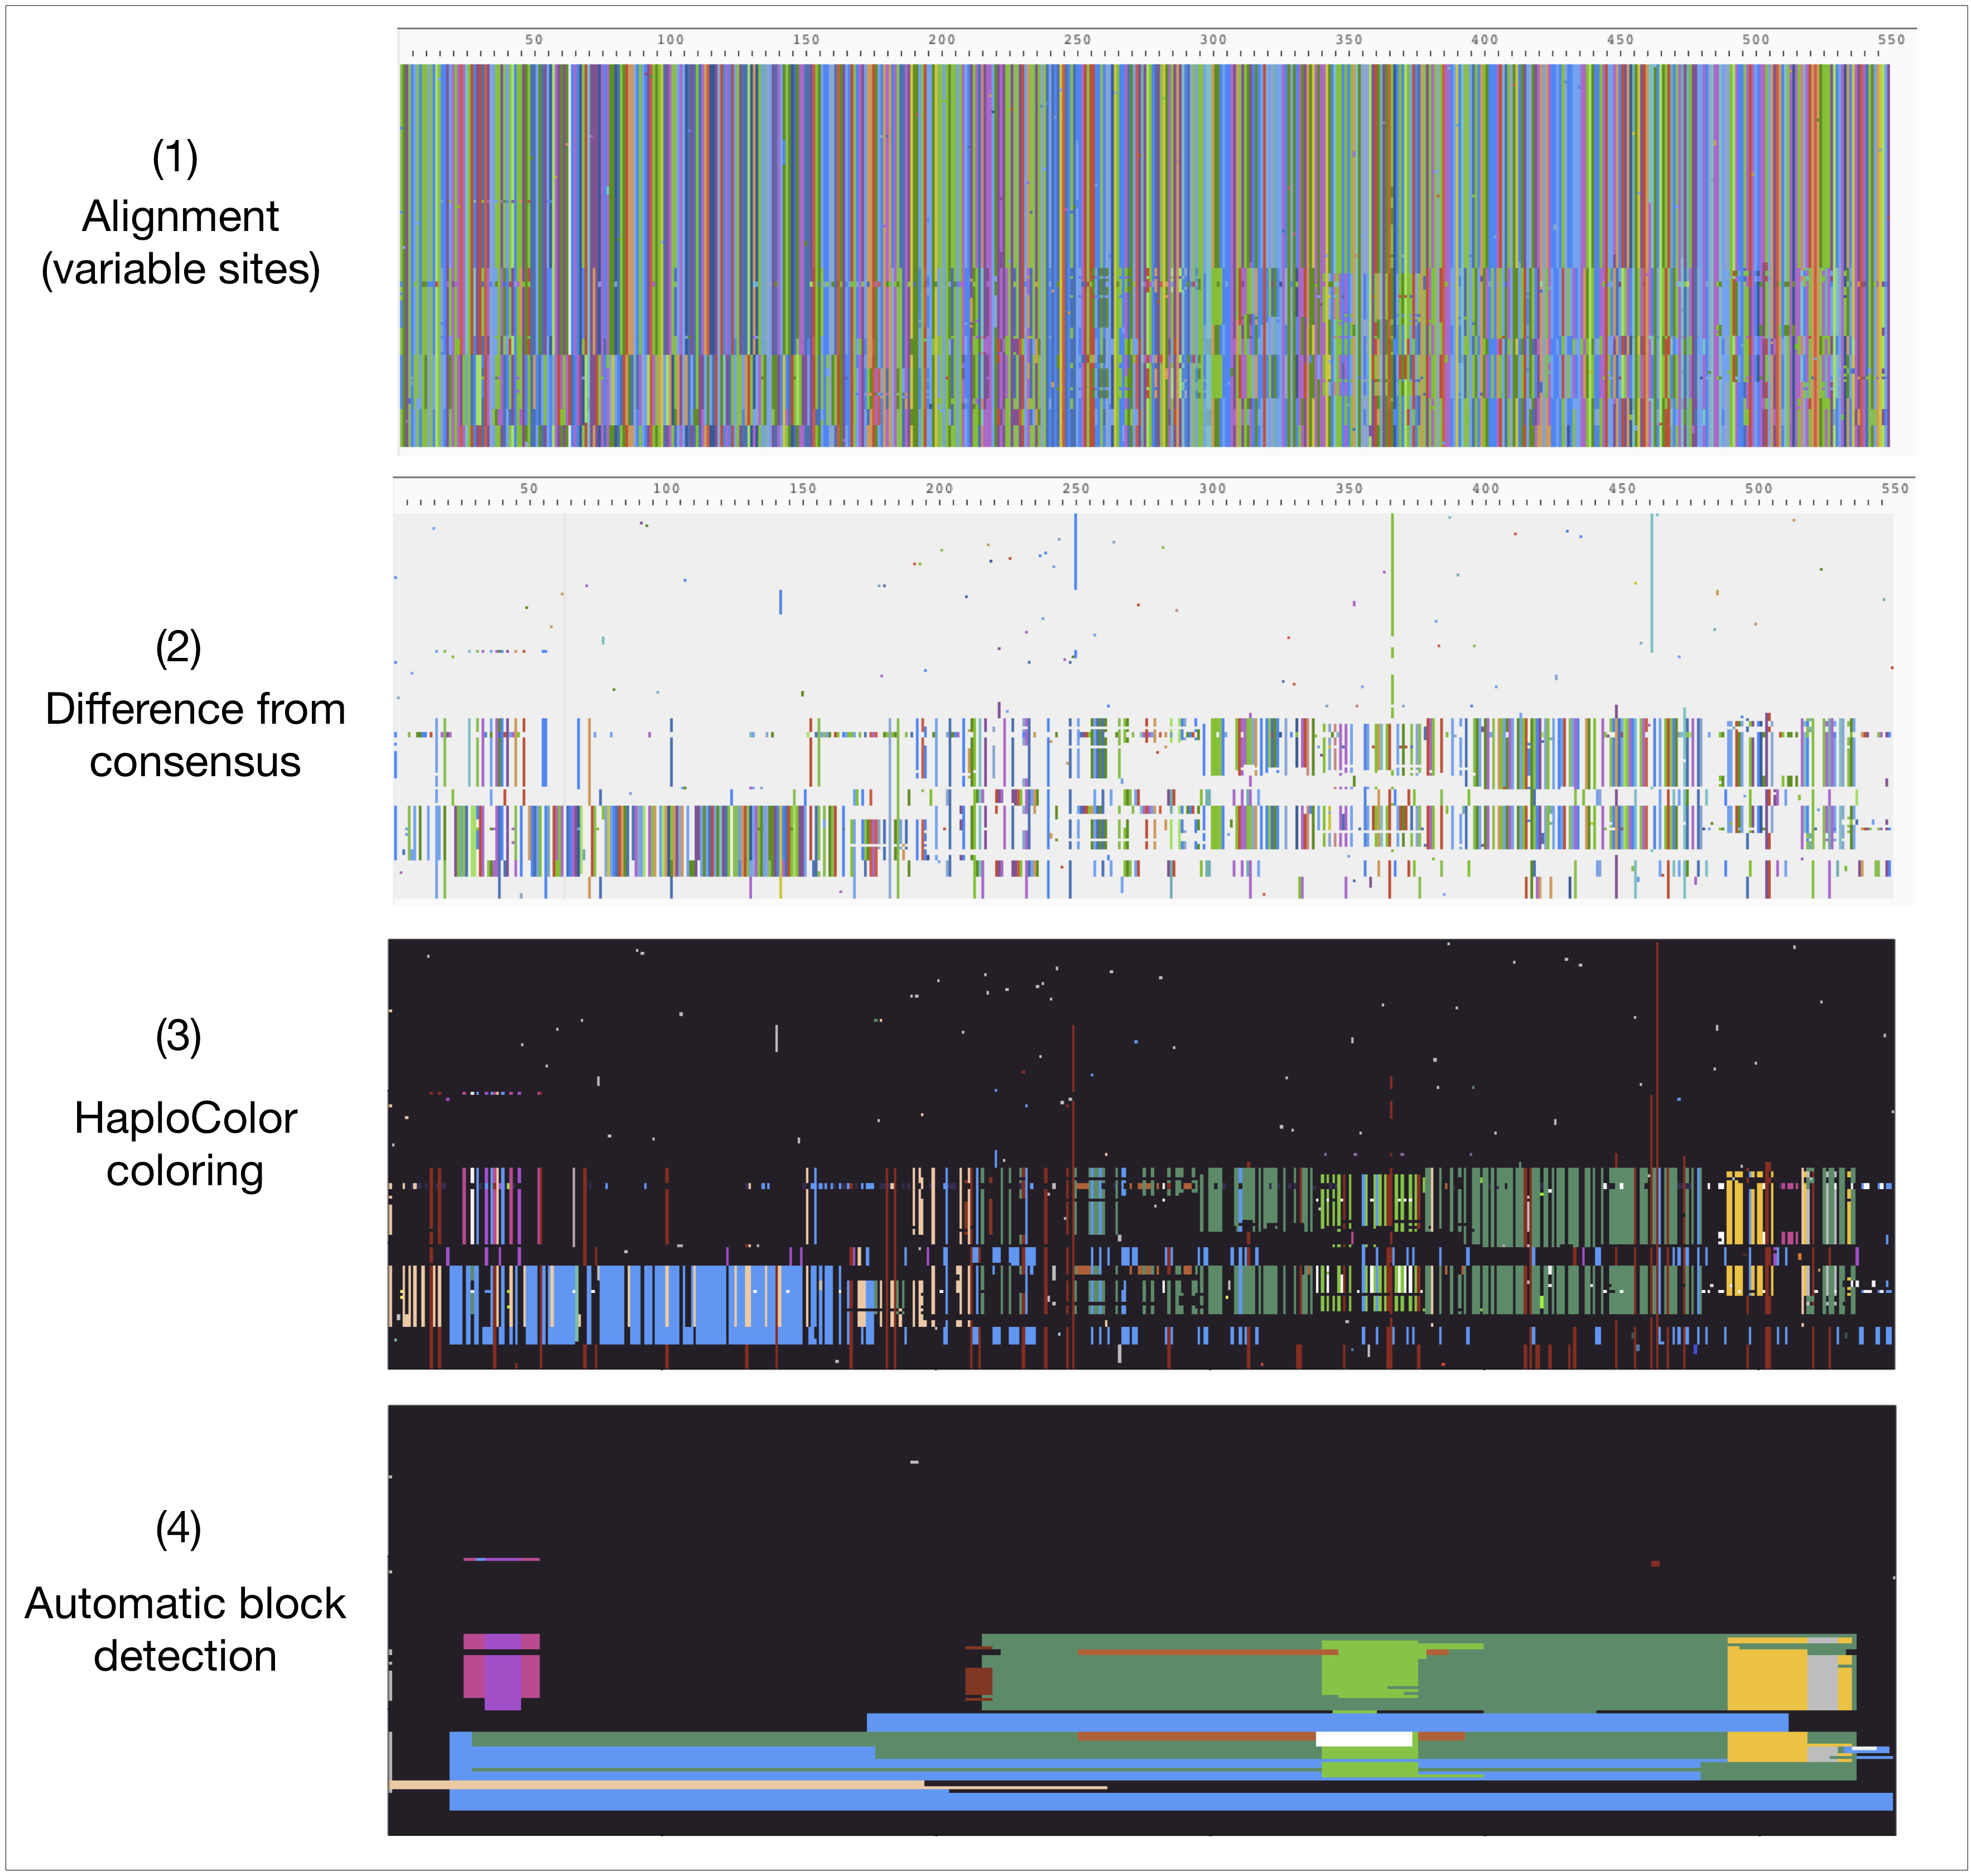 50 100 150 200 250 300 350 400 450 500 550
(1)
Alignment
(variable sites)
50 100 150 200 250 300 350 400 450 500 550
(2)
Difference from
consensus
(3)
HaploColor
coloring
(4)
Automatic block
detection